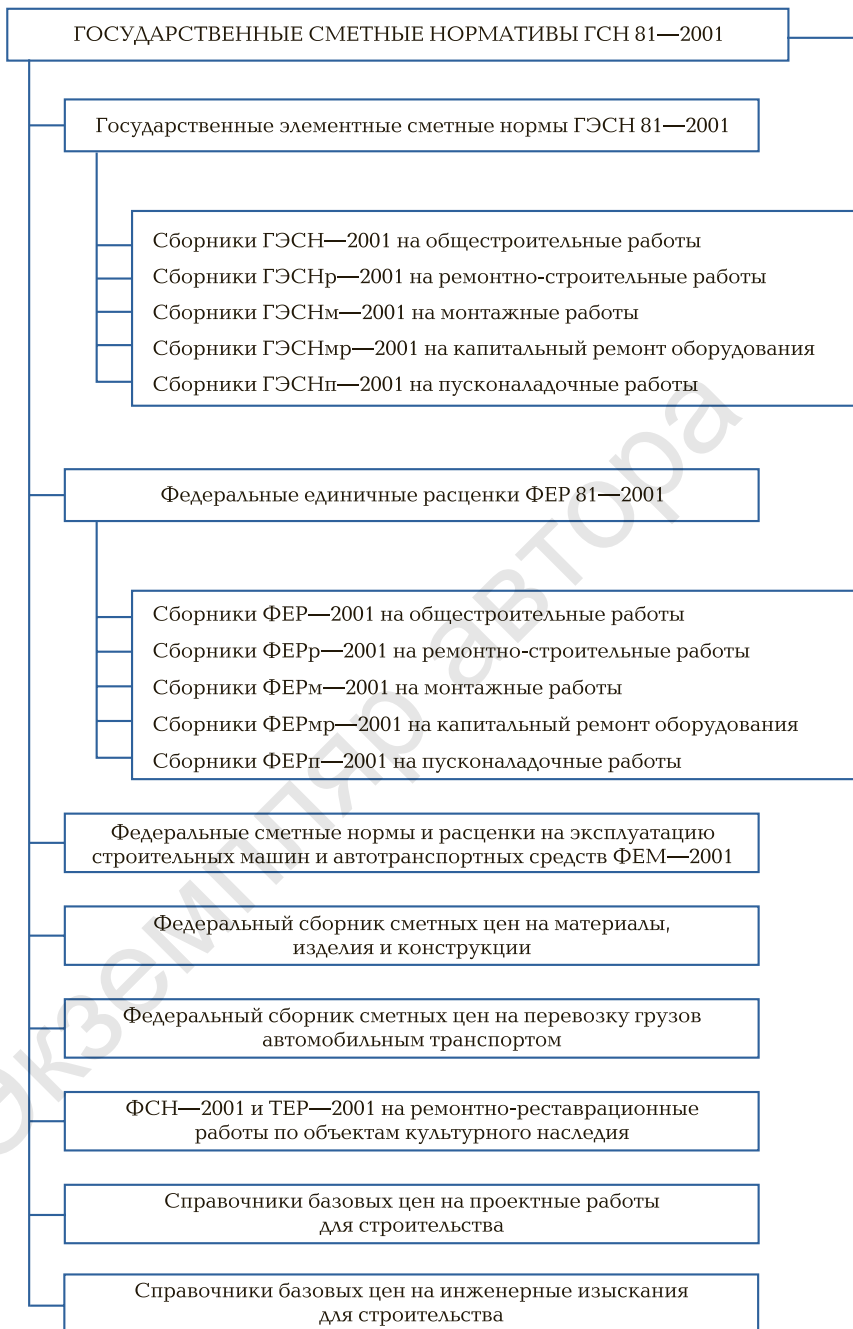 ГОСУДАРСТВЕННЫЕ СМЕТНЫЕ НОРМАТИВЫ ГСН 81—2001
Государственные элементные сметные нормы ГЭСН 81—2001
Сборники ГЭСН—2001 на общестроительные работы
Сборники ГЭСНр—2001 на ремонтно-строительные работы
Сборники ГЭСНм—2001 на монтажные работы
Сборники ГЭСНмр—2001 на капитальный ремонт оборудования
Сборники ГЭСНп—2001 на пусконаладочные работы
Федеральные единичные расценки ФЕР 81—2001
Сборники ФЕР—2001 на общестроительные работы
Сборники ФЕРр—2001 на ремонтно-строительные работы
Сборники ФЕРм—2001 на монтажные работы
Сборники ФЕРмр—2001 на капитальный ремонт оборудования
Сборники ФЕРп—2001 на пусконаладочные работы
Федеральные сметные нормы и расценки на эксплуатацию
строительных машин и автотранспортных средств ФЕМ—2001
Федеральный сборник сметных цен на материалы,
изделия и конструкции
Федеральный сборник сметных цен на перевозку грузов
автомобильным транспортом
ФСН—2001 и ТЕР—2001 на ремонтно-реставрационные
работы по объектам культурного наследия
Справочники базовых цен на проектные работы
для строительства
Справочники базовых цен на инженерные изыскания
для строительства
Экземпляр автора